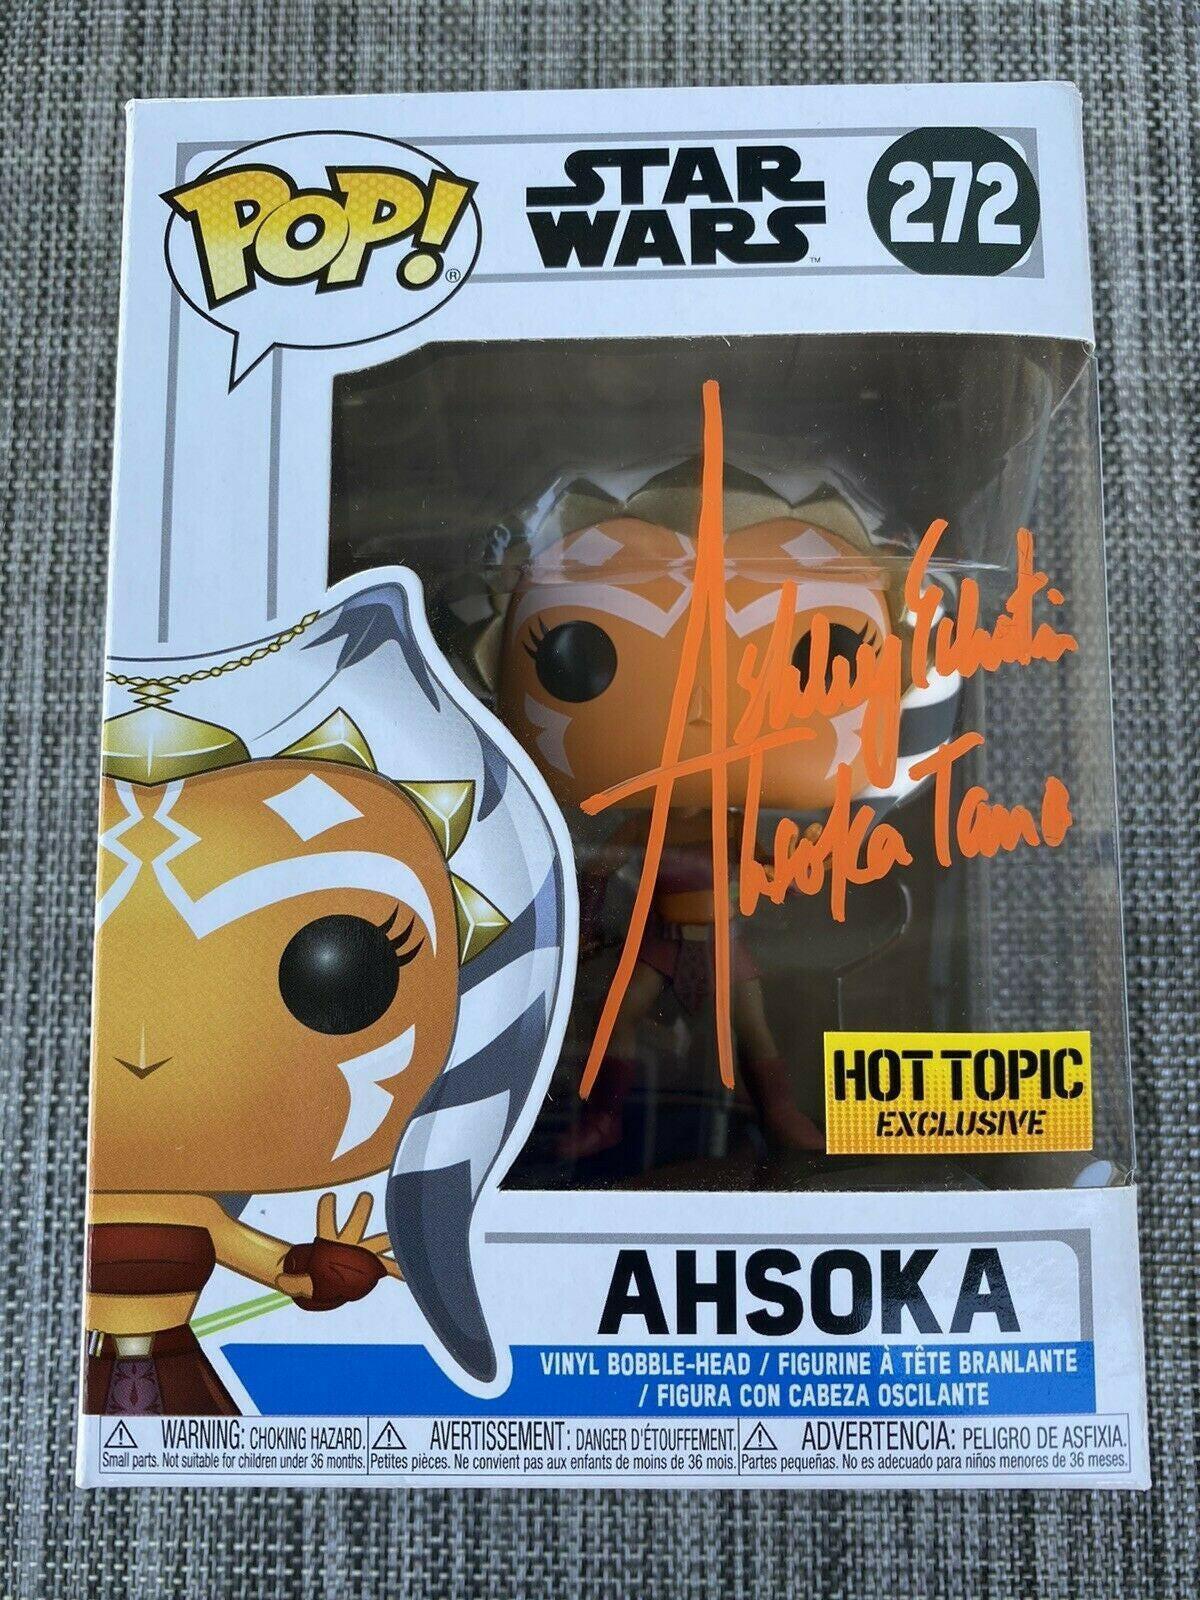 POP!®
STAR
WARS™
272
Ashley Eckstein
Ahsoka Tano
HOT TOPIC
EXCLUSIVE
AHSOKA
VINYL BOBBLE-HEAD / FIGURINE À TÊTE BRANLANTE
/ FIGURA CON CABEZA OSCILANTE
⚠ WARNING: CHOKING HAZARD.
Small parts. Not suitable for children under 36 months.
⚠ AVERTISSEMENT: DANGER D'ÉTOUFFEMENT.
Petites pièces. Ne convient pas aux enfants de moins de 36 mois.
⚠ ADVERTENCIA: PELIGRO DE ASFIXIA.
Partes pequeñas. No es adecuado para niños menores de 36 meses.